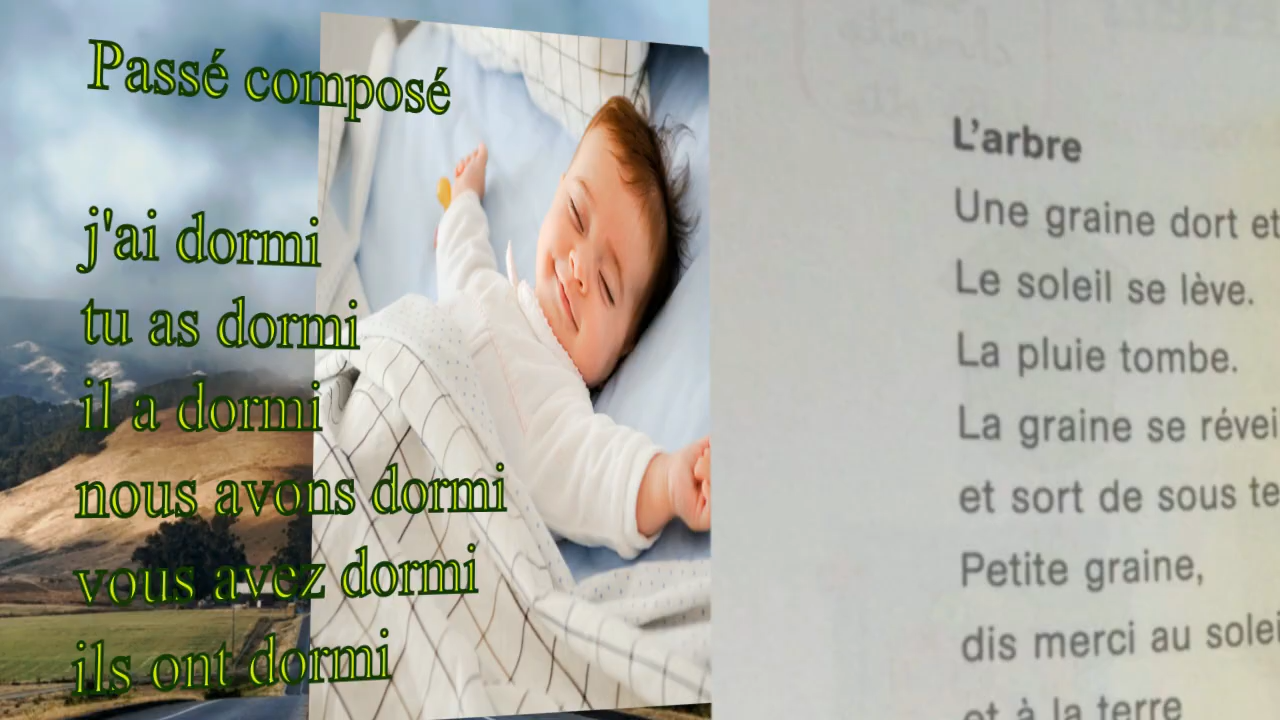 Passé composé
j'ai dormi
tu as dormi
il a dormi
nous avons dormi
vous avez dormi
ils ont dormi
L'arbre
Une graine dort et
Le soleil se lève.
La pluie tombe.
La graine se révei
et sort de sous te
Petite graine,
dis merci au solei
et à la terre